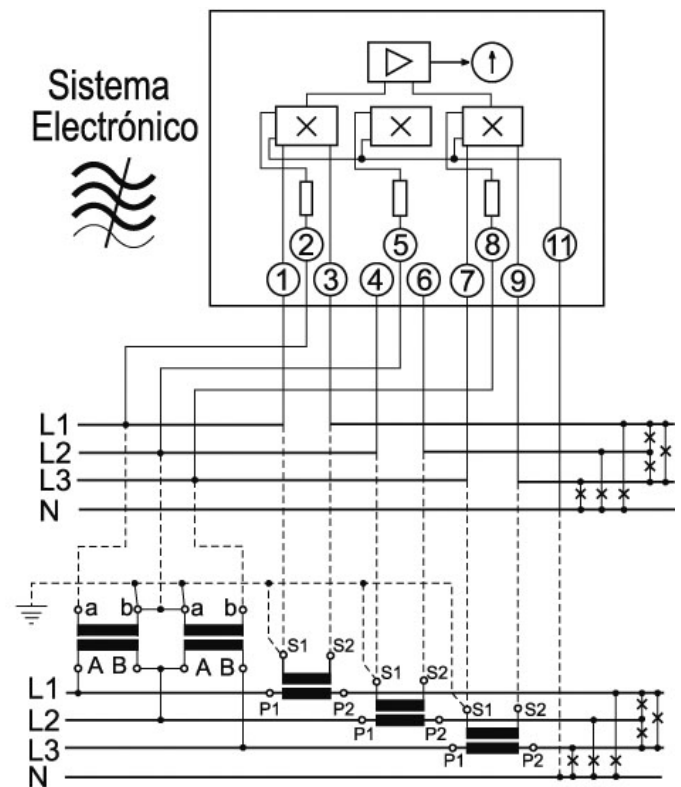 Sistema
Electrónico
2 5 8 11
1 3 4 6 7 9
L1
L2
L3
N
a b a b
A B A B
S1 S2
S1 S2
S1 S2
L1
P1 P2
L2
P1 P2
L3
P1 P2
N